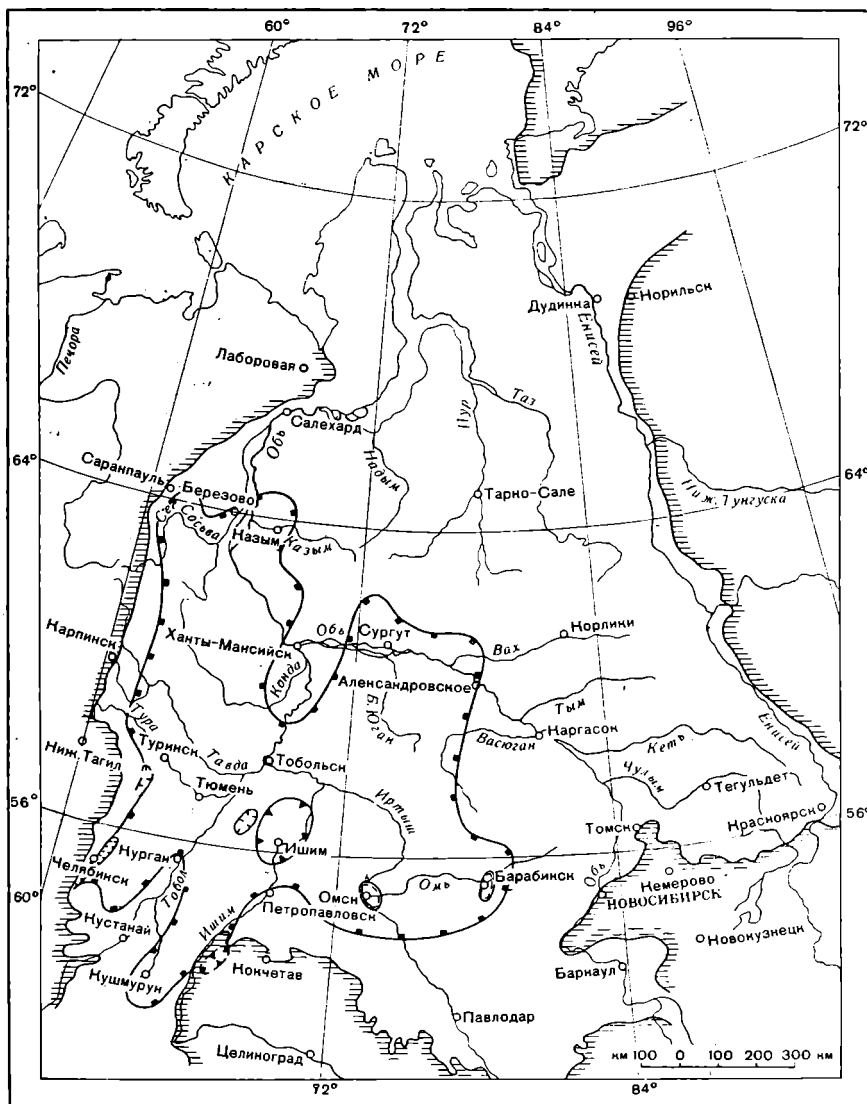 60° 72° 84° 96°
72°
КАРСКОЕ МОРЕ
72°
Дудинка
Норильск
Печора
Енисей
Лаборовая
Пур
Таз
Салехард
Обь
Надым
64°
64°
Саранпауль
Березово
Тарко-Сале
Ниж. Тунгуска
Сев. Сосьва
Казым
Казым
Карпинск
Ханты-Мансийск
Обь
Сургут
Вах
Корлики
Конда
Александровское
Б. Юган
Тым
Тура
Васюган
Каргасок
Кеть
Енисей
Ниж. Тагил
Туринск
Тавда
Тобольск
Чулым
Тюмень
Иртыш
Тегульдет
56°
56°
Красноярск
Томск
Курган
Ишим
Челябинск
Барабинск
Обь
Омск
Омь
Кемерово
60°
Тобол
Ишим
Петропавловск
НОВОСИБИРСК
Кустанай
Новокузнецк
Кокчетав
Кушмурун
Барнаул
Павлодар
Целиноград
км 100 0 100 200 300 км
72° 84°